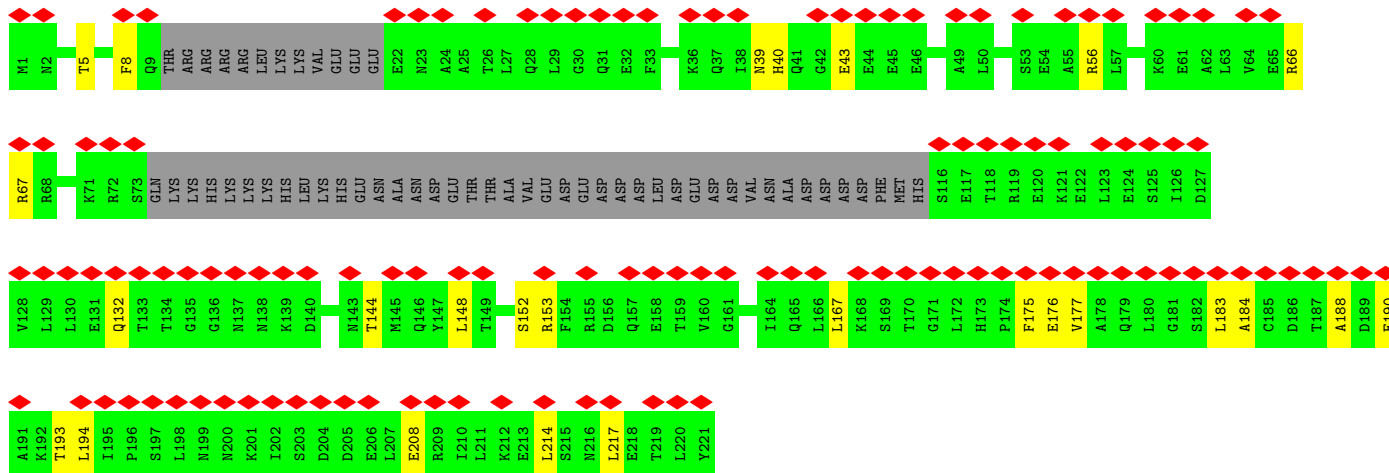 M1 N2 T5 F8 Q9 THR ARG ARG ARG ARG LEU LYS LYS VAL GLU GLU GLU E22 N23 A24 A25 T26 L27 Q28 L29 G30 Q31 E32 F33 K36 Q37 I38 N39 H40 Q41 G42 E43 E44 E45 E46 A49 L50 S53 E54 A55 R56 L57 K60 E61 A62 L63 V64 E65 R66
R67 R68 K71 R72 S73 GLN LYS LYS HIS LYS LYS LYS HIS LEU LYS HIS GLU ASN ALA ASN ASP GLU THR THR ALA VAL GLU ASP GLU ASP ASP ASP LEU ASP GLU ASP ASP VAL ASN ALA ASP ASP ASP ASP PHE MET HIS S116 E117 T118 R119 E120 K121 E122 L123 E124 S125 I126 D127
V128 L129 L130 E131 Q132 T133 T134 G135 G136 N137 N138 K139 D140 N143 T144 M145 Q146 Y147 L148 T149 S152 R153 F154 R155 D156 Q157 E158 T159 V160 G161 I164 Q165 L166 L167 K168 S169 T170 G171 L172 H173 P174 F175 E176 V177 A178 Q179 L180 G181 S182 L183 A184 C185 D186 T187 A188 D189
A191 K192 T193 L194 I195 P196 S197 L198 N199 N200 K201 I202 S203 D204 D205 E206 L207 E208 R209 I210 L211 K212 E213 L214 S215 N216 L217 E218 T219 L220 Y221